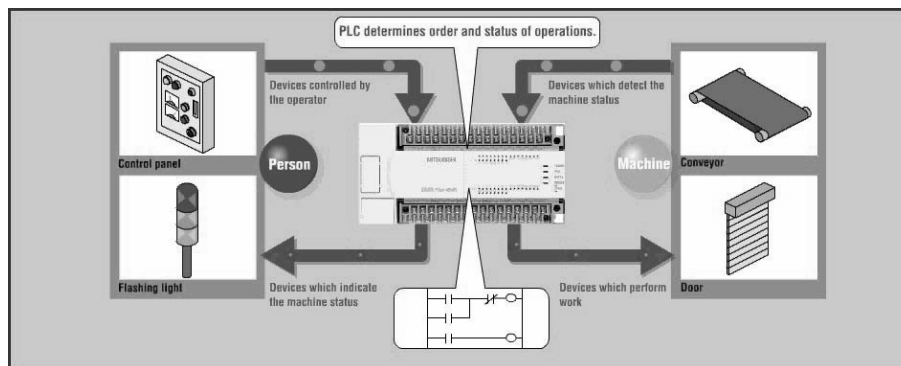 PLC determines order and status of operations.
Devices controlled by
the operator
Devices which detect
the machine status
Control panel
Person
MITSUBISHI
Machine
Conveyor
Flashing light
Devices which indicate
the machine status
Devices which perform
work
Door